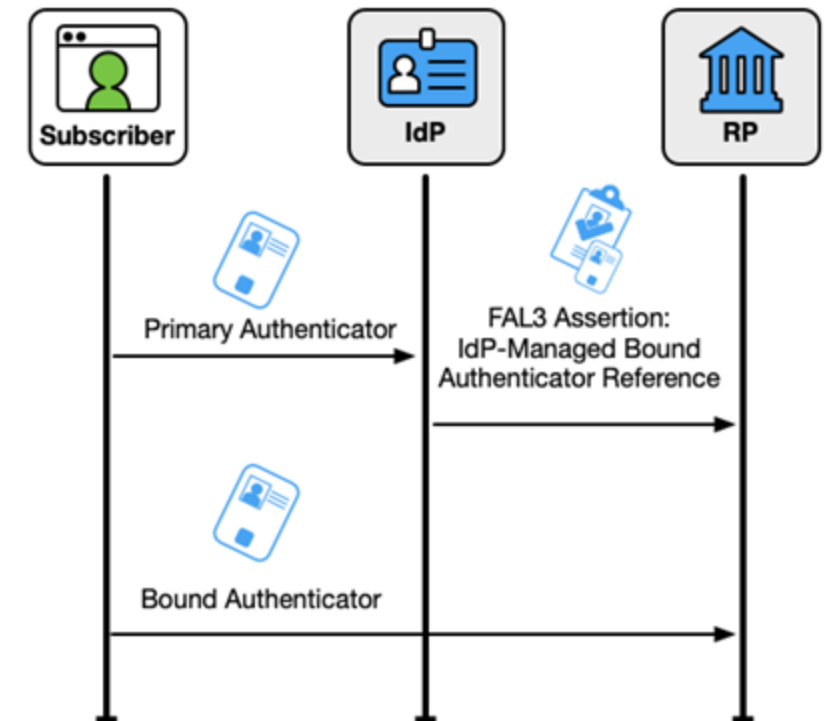 Subscriber
IdP
RP
Primary Authenticator
FAL3 Assertion:
IdP-Managed Bound
Authenticator Reference
Bound Authenticator